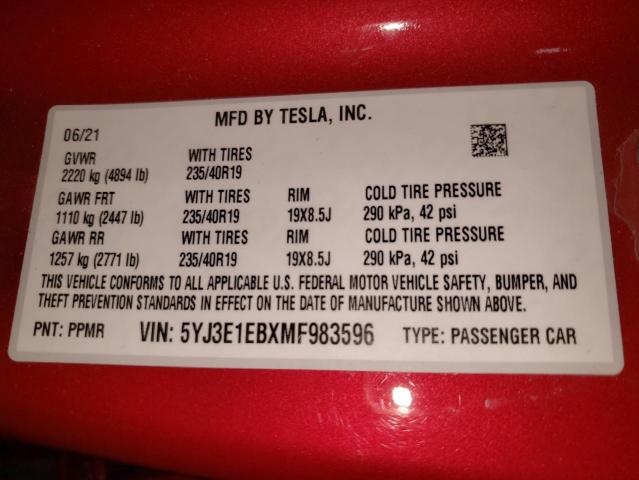 MFD BY TESLA, INC.
06/21
GVWR WITH TIRES
2220 kg (4894 lb) 235/40R19
GAWR FRT WITH TIRES RIM COLD TIRE PRESSURE
1110 kg (2447 lb) 235/40R19 19X8.5J 290 kPa, 42 psi
GAWR RR WITH TIRES RIM COLD TIRE PRESSURE
1257 kg (2771 lb) 235/40R19 19X8.5J 290 kPa, 42 psi
THIS VEHICLE CONFORMS TO ALL APPLICABLE U.S. FEDERAL MOTOR VEHICLE SAFETY, BUMPER, AND
THEFT PREVENTION STANDARDS IN EFFECT ON THE DATE OF MANUFACTURE SHOWN ABOVE.
PNT: PPMR VIN: 5YJ3E1EBXMF983596 TYPE: PASSENGER CAR